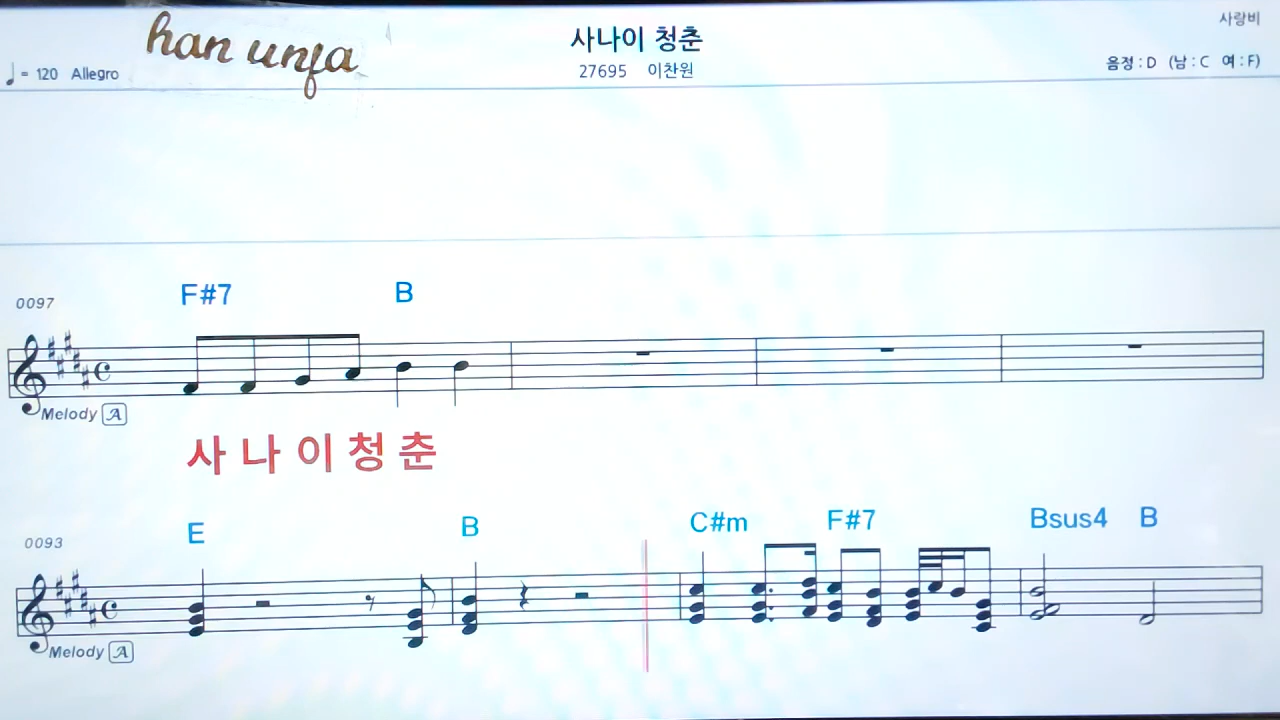 han unfa
사나이 청춘
사랑비
♩= 120 Allegro
27695 이찬원
음정 : D (남 : C 여 : F)
0097
F#7 B
Melody A
사 나 이 청 춘
0093
E B C#m F#7 Bsus4 B
Melody A